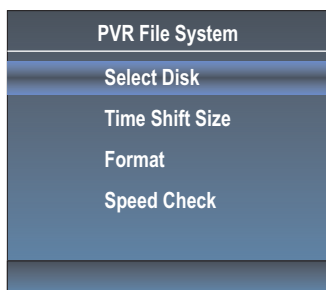 PVR File System
Select Disk
Time Shift Size
Format
Speed Check